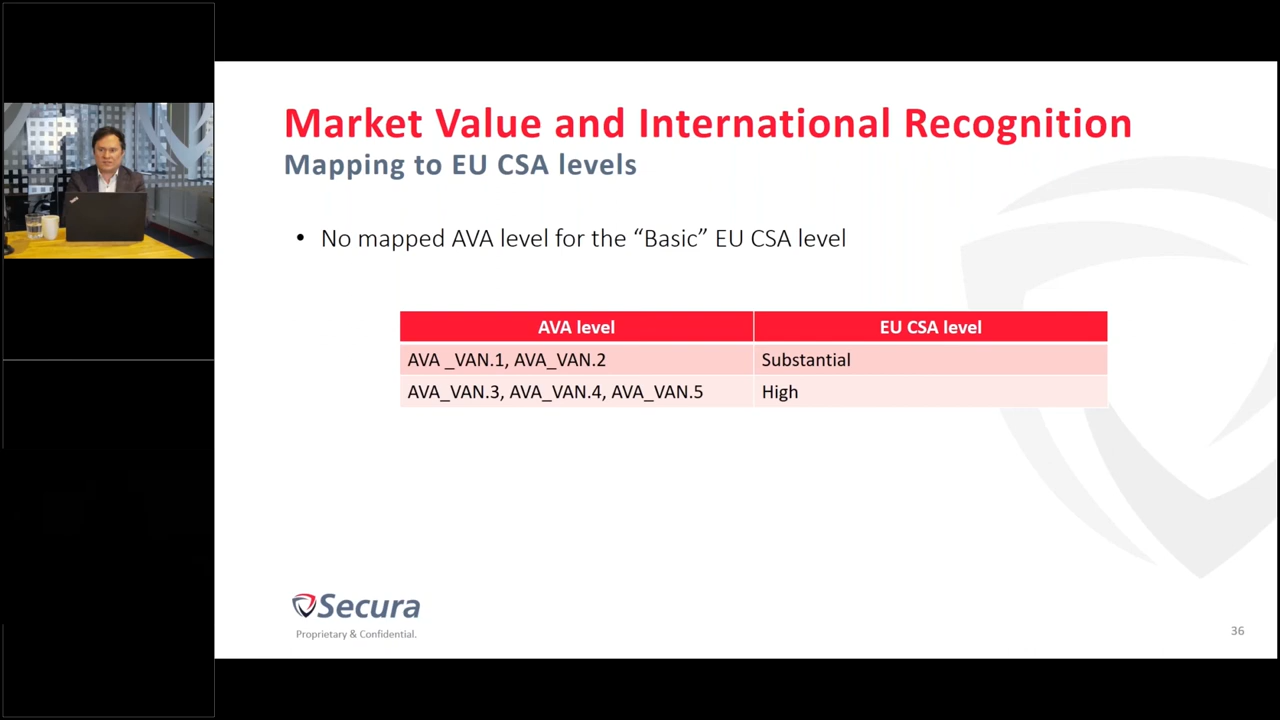 Market Value and International Recognition
Mapping to EU CSA levels
• No mapped AVA level for the “Basic” EU CSA level
AVA level EU CSA level
AVA _VAN.1, AVA_VAN.2 Substantial
AVA_VAN.3, AVA_VAN.4, AVA_VAN.5 High
Secura
Proprietary & Confidential.
36